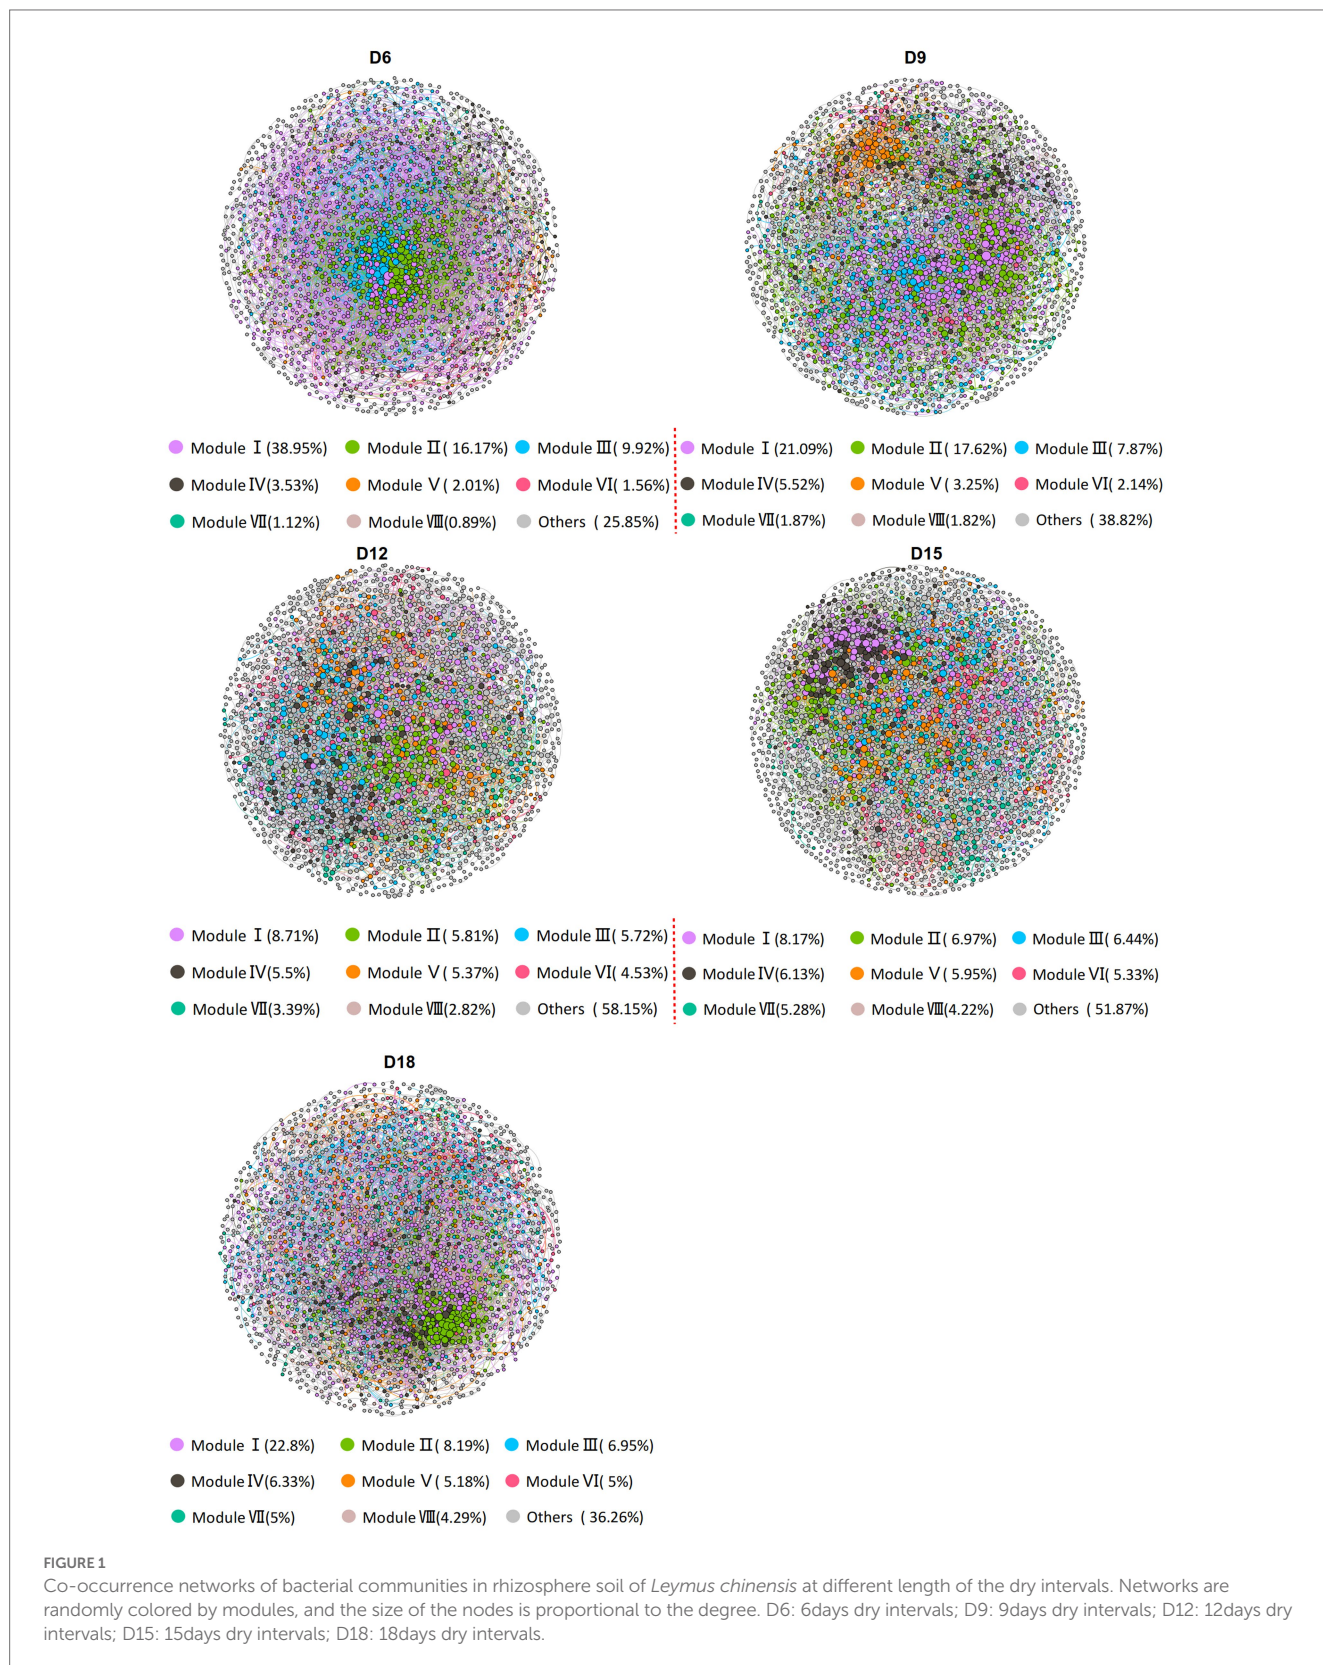 D6 D9
Module Ⅰ (38.95%) Module Ⅱ( 16.17%) Module Ⅲ( 9.92%) Module Ⅰ (21.09%) Module Ⅱ( 17.62%) Module Ⅲ( 7.87%)
Module Ⅳ(3.53%) Module Ⅴ ( 2.01%) Module Ⅵ( 1.56%) Module Ⅳ(5.52%) Module Ⅴ ( 3.25%) Module Ⅵ( 2.14%)
Module Ⅶ(1.12%) Module Ⅷ(0.89%) Others ( 25.85%) Module Ⅶ(1.87%) Module Ⅷ(1.82%) Others ( 38.82%)
D12 D15
Module Ⅰ (8.71%) Module Ⅱ( 5.81%) Module Ⅲ( 5.72%) Module Ⅰ (8.17%) Module Ⅱ( 6.97%) Module Ⅲ( 6.44%)
Module Ⅳ(5.5%) Module Ⅴ ( 5.37%) Module Ⅵ( 4.53%) Module Ⅳ(6.13%) Module Ⅴ ( 5.95%) Module Ⅵ( 5.33%)
Module Ⅶ(3.39%) Module Ⅷ(2.82%) Others ( 58.15%) Module Ⅶ(5.28%) Module Ⅷ(4.22%) Others ( 51.87%)
D18
Module Ⅰ (22.8%) Module Ⅱ( 8.19%) Module Ⅲ( 6.95%)
Module Ⅳ(6.33%) Module Ⅴ ( 5.18%) Module Ⅵ( 5%)
Module Ⅶ(5%) Module Ⅷ(4.29%) Others ( 36.26%)
FIGURE 1
Co-occurrence networks of bacterial communities in rhizosphere soil of Leymus chinensis at different length of the dry intervals. Networks are
randomly colored by modules, and the size of the nodes is proportional to the degree. D6: 6days dry intervals; D9: 9days dry intervals; D12: 12days dry
intervals; D15: 15days dry intervals; D18: 18days dry intervals.